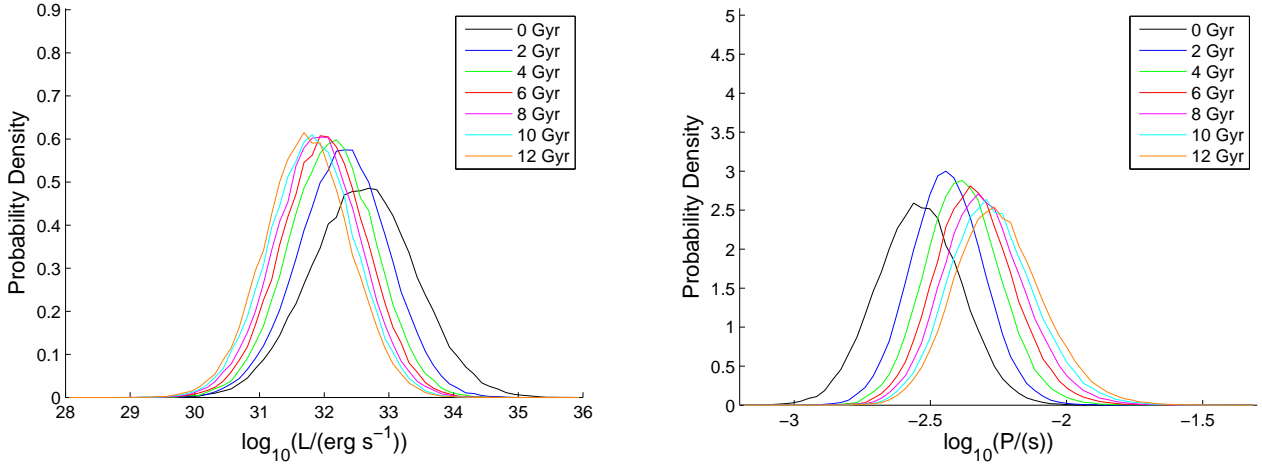 0.9
0.8
0.7
0.6
0.5
0.4
0.3
0.2
0.1
0
Probability Density
28 29 30 31 32 33 34 35 36
log₁₀(L/(erg s⁻¹))
0 Gyr
2 Gyr
4 Gyr
6 Gyr
8 Gyr
10 Gyr
12 Gyr
5
4.5
4
3.5
3
2.5
2
1.5
1
0.5
0
Probability Density
−3 −2.5 −2 −1.5
log₁₀(P/(s))
0 Gyr
2 Gyr
4 Gyr
6 Gyr
8 Gyr
10 Gyr
12 Gyr